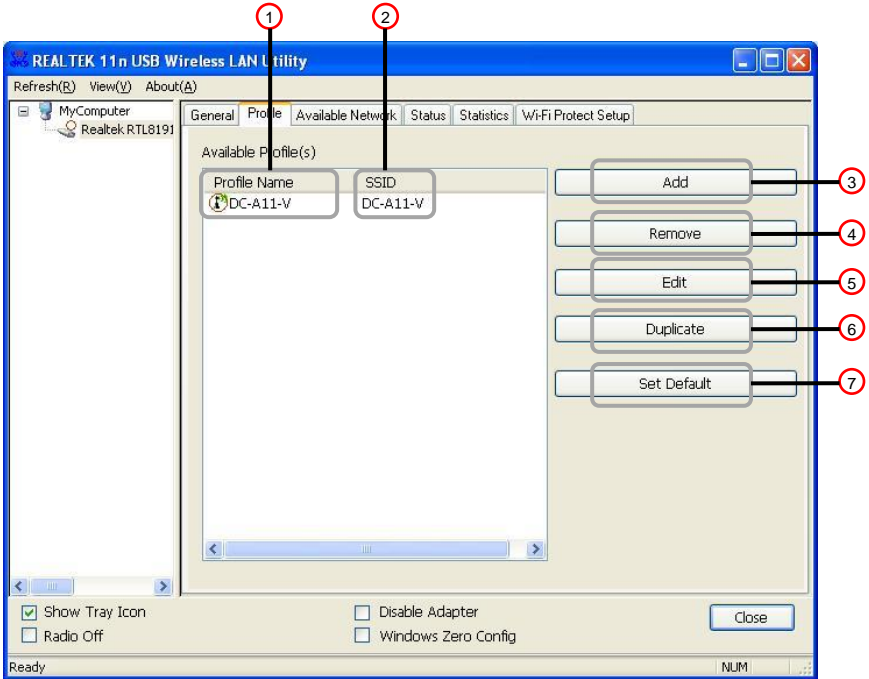 1 2
REALTEK 11n USB Wireless LAN Utility
Refresh(R) View(V) About(A)
MyComputer
Realtek RTL8191
General Profile Available Network Status Statistics Wi-Fi Protect Setup
Available Profile(s)
Profile Name SSID
DC-A11-V DC-A11-V
Add 3
Remove 4
Edit 5
Duplicate 6
Set Default 7
Show Tray Icon Disable Adapter Close
Radio Off Windows Zero Config
Ready NUM